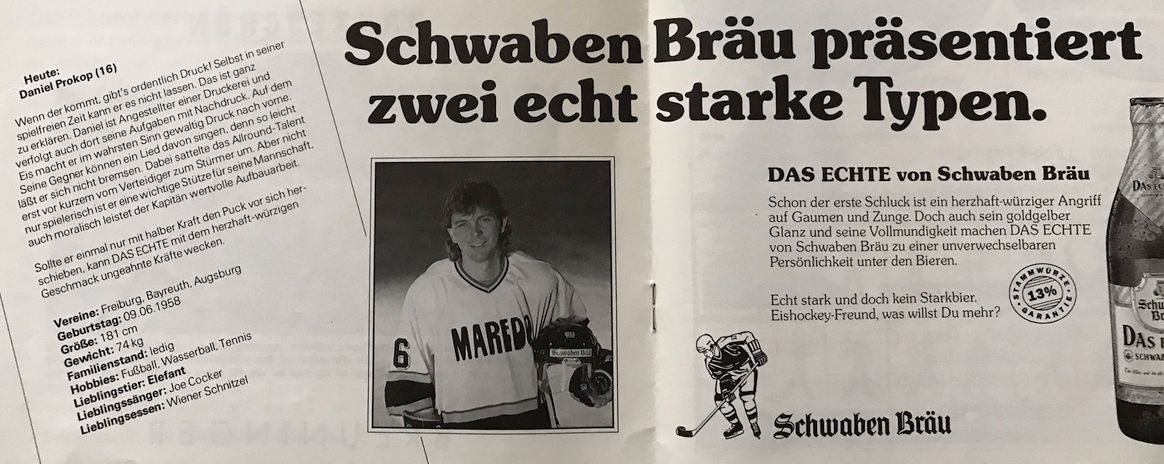 Heute:
Daniel Prokop (16)
Wenn der kommt, gibt's ordentlich Druck! Selbst in seiner
spielfreien Zeit kann er es nicht lassen. Das ist ganz
zu erklären. Daniel ist Angestellter einer Druckerei und
verfolgt auch dort seine Aufgaben mit Nachdruck. Auf dem
Eis macht er im wahrsten Sinn gewaltig Druck nach vorne.
Seine Gegner können ein Lied davon singen, denn so leicht
läßt er sich nicht bremsen. Dabei sattelte das Allround-Talent
erst vor kurzem vom Verteidiger zum Stürmer um. Aber nicht
nur spielerisch ist er eine wichtige Stütze für seine Mannschaft,
auch moralisch leistet der Kapitän wertvolle Aufbauarbeit.
Sollte er einmal nur mit halber Kraft den Puck vor sich her-
schieben, kann DAS ECHTE mit dem herzhaft-würzigen
Geschmack ungeahnte Kräfte wecken.
Vereine: Freiburg, Bayreuth, Augsburg
Geburtstag: 09.06.1958
Größe: 181 cm
Gewicht: 74 kg
Familienstand: ledig
Hobbies: Fußball, Wasserball, Tennis
Lieblingstier: Elefant
Lieblingssänger: Joe Cocker
Lieblingsessen: Wiener Schnitzel
Schwaben Bräu präsentiert
zwei echt starke Typen.
6
MAREDO
Schwaben Bräu
DAS ECHTE von Schwaben Bräu
Schon der erste Schluck ist ein herzhaft-würziger Angriff
auf Gaumen und Zunge. Doch auch sein goldgelber
Glanz und seine Vollmundigkeit machen DAS ECHTE
von Schwaben Bräu zu einer unverwechselbaren
Persönlichkeit unter den Bieren.
Echt stark und doch kein Starkbier.
Eishockey-Freund, was willst Du mehr?
STAMMWÜRZE
13%
GARANTIE
Schwaben Bräu